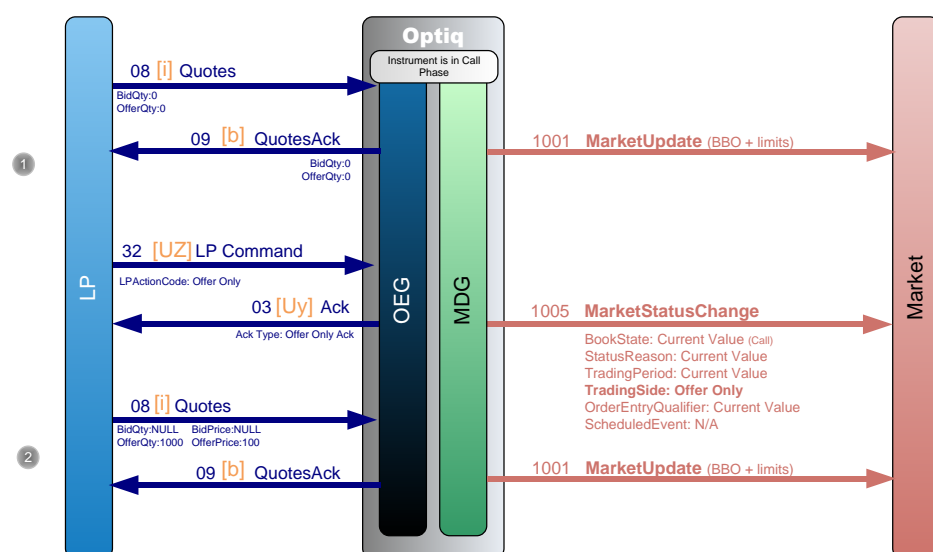 Optiq
Instrument is in Call
Phase
08 [i] Quotes
BidQty:0
OfferQty:0
09 [b] QuotesAck
BidQty:0
OfferQty:0
1001 MarketUpdate (BBO + limits)
1
32 [UZ] LP Command
LPActionCode: Offer Only
03 [Uy] Ack
Ack Type: Offer Only Ack
LP
OEG
MDG
Market
1005 MarketStatusChange
BookState: Current Value (Call)
StatusReason: Current Value
TradingPeriod: Current Value
TradingSide: Offer Only
OrderEntryQualifier: Current Value
ScheduledEvent: N/A
08 [i] Quotes
BidQty:NULL BidPrice:NULL
OfferQty:1000 OfferPrice:100
2
09 [b] QuotesAck
1001 MarketUpdate (BBO + limits)